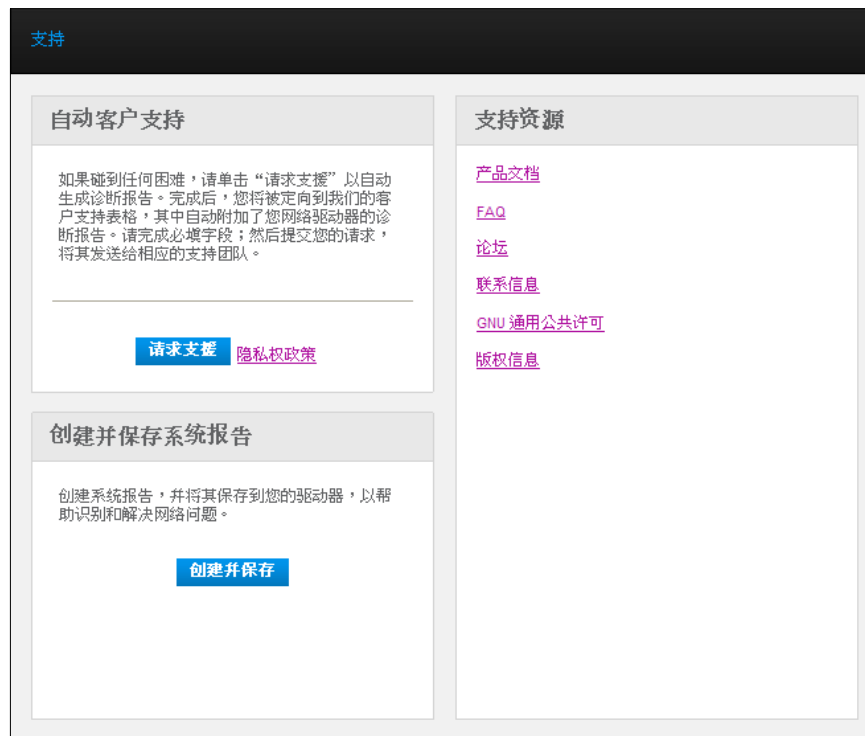 支持
自动客户支持
如果碰到任何困难，请单击“请求支援”以自动
生成诊断报告。完成后，您将被定向到我们的客
户支持表格，其中自动附加了您网络驱动器的诊
断报告。请完成必填字段；然后提交您的请求，
将其发送给相应的支持团队。
请求支援 隐私权政策
创建并保存系统报告
创建系统报告，并将其保存到您的驱动器，以帮
助识别和解决网络问题。
创建并保存
支持资源
产品文档
FAQ
论坛
联系信息
GNU 通用公共许可
版权信息